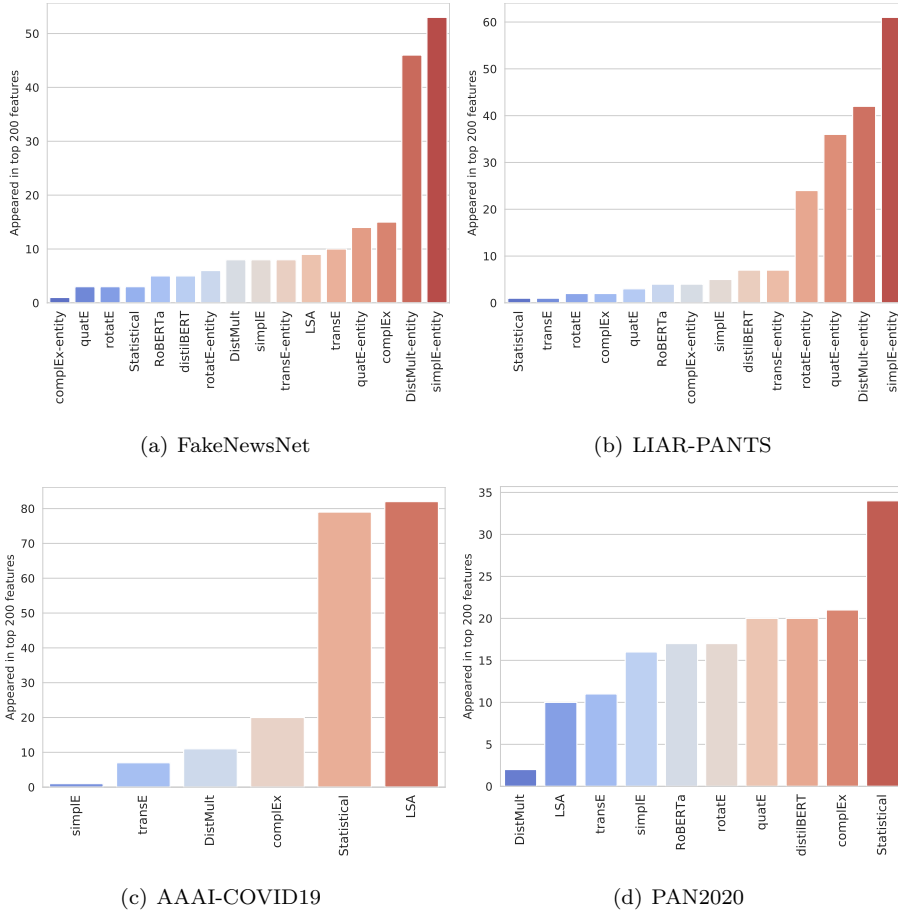 Appeared in top 200 features
50
40
30
20
10
0
complEx-entity
quatE
rotatE
Statistical
RoBERTa
distilBERT
rotatE-entity
DistMult
simplE
transE-entity
LSA
transE
quatE-entity
complEx
DistMult-entity
simplE-entity
(a) FakeNewsNet
Appeared in top 200 features
60
50
40
30
20
10
0
Statistical
transE
rotatE
complEx
quatE
RoBERTa
complEx-entity
simplE
distilBERT
transE-entity
rotatE-entity
quatE-entity
DistMult-entity
simplE-entity
(b) LIAR-PANTS
Appeared in top 200 features
80
70
60
50
40
30
20
10
0
simplE
transE
DistMult
complEx
Statistical
LSA
(c) AAAI-COVID19
Appeared in top 200 features
35
30
25
20
15
10
5
0
DistMult
LSA
transE
simplE
RoBERTa
rotatE
quatE
distilBERT
complEx
Statistical
(d) PAN2020